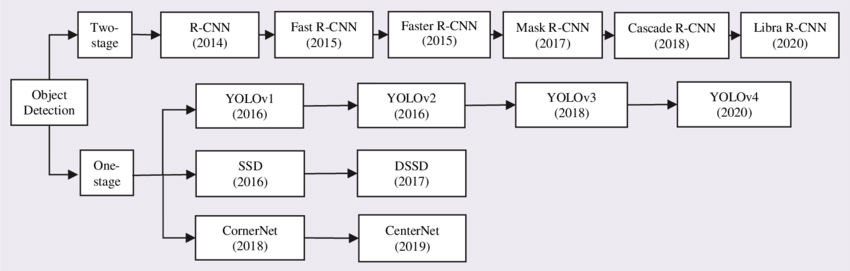 Two-
stage
R-CNN
(2014)
Fast R-CNN
(2015)
Faster R-CNN
(2015)
Mask R-CNN
(2017)
Cascade R-CNN
(2018)
Libra R-CNN
(2020)
Object
Detection
YOLOv1
(2016)
YOLOv2
(2016)
YOLOv3
(2018)
YOLOv4
(2020)
One-
stage
SSD
(2016)
DSSD
(2017)
CornerNet
(2018)
CenterNet
(2019)